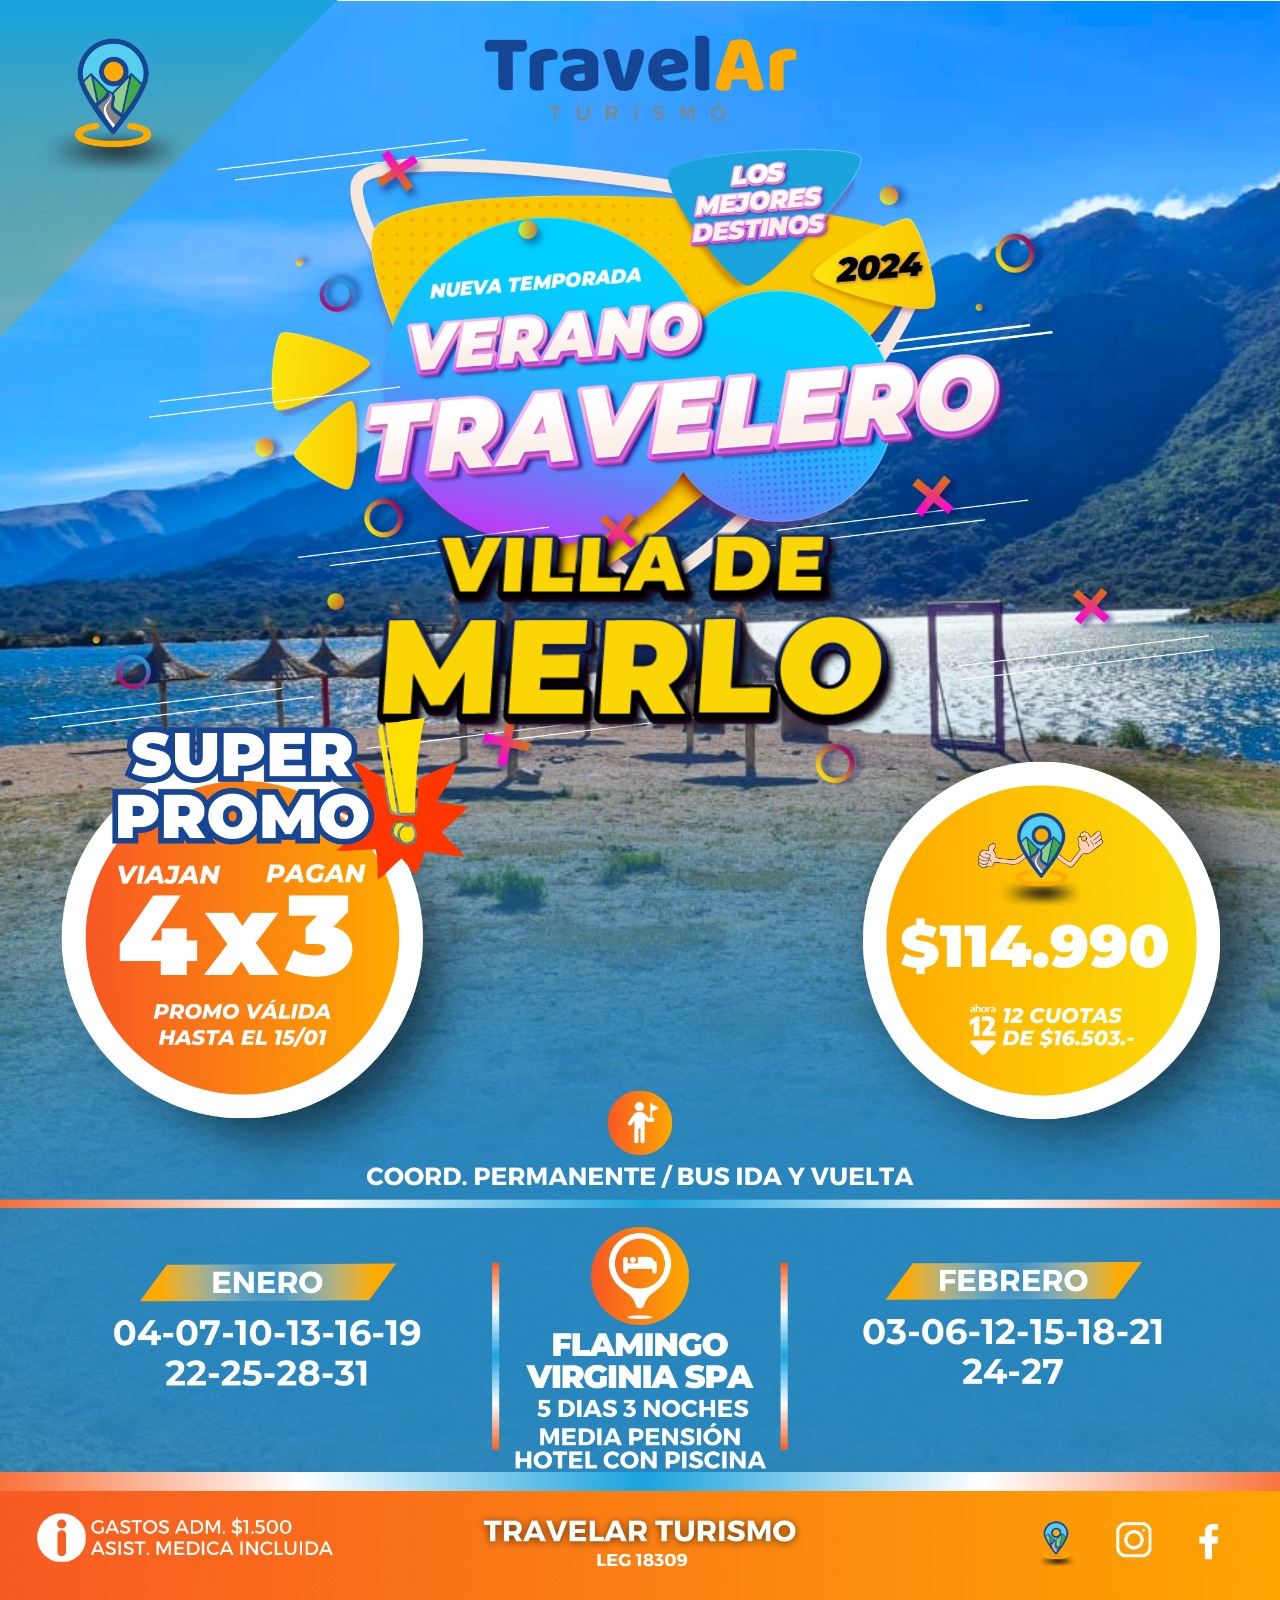 TravelAr
TURISMO
LOS
MEJORES
DESTINOS
2024
NUEVA TEMPORADA
VERANO
TRAVELERO
VILLA DE
MERLO
SUPER
PROMO!
VIAJAN PAGAN
4x3
PROMO VÁLIDA
HASTA EL 15/01
$114.990
ahora
12
12 CUOTAS
DE $16.503.-
COORD. PERMANENTE / BUS IDA Y VUELTA
ENERO
04-07-10-13-16-19
22-25-28-31
FLAMINGO
VIRGINIA SPA
5 DIAS 3 NOCHES
MEDIA PENSIÓN
HOTEL CON PISCINA
FEBRERO
03-06-12-15-18-21
24-27
GASTOS ADM. $1.500
ASIST. MEDICA INCLUIDA
TRAVELAR TURISMO
LEG 18309